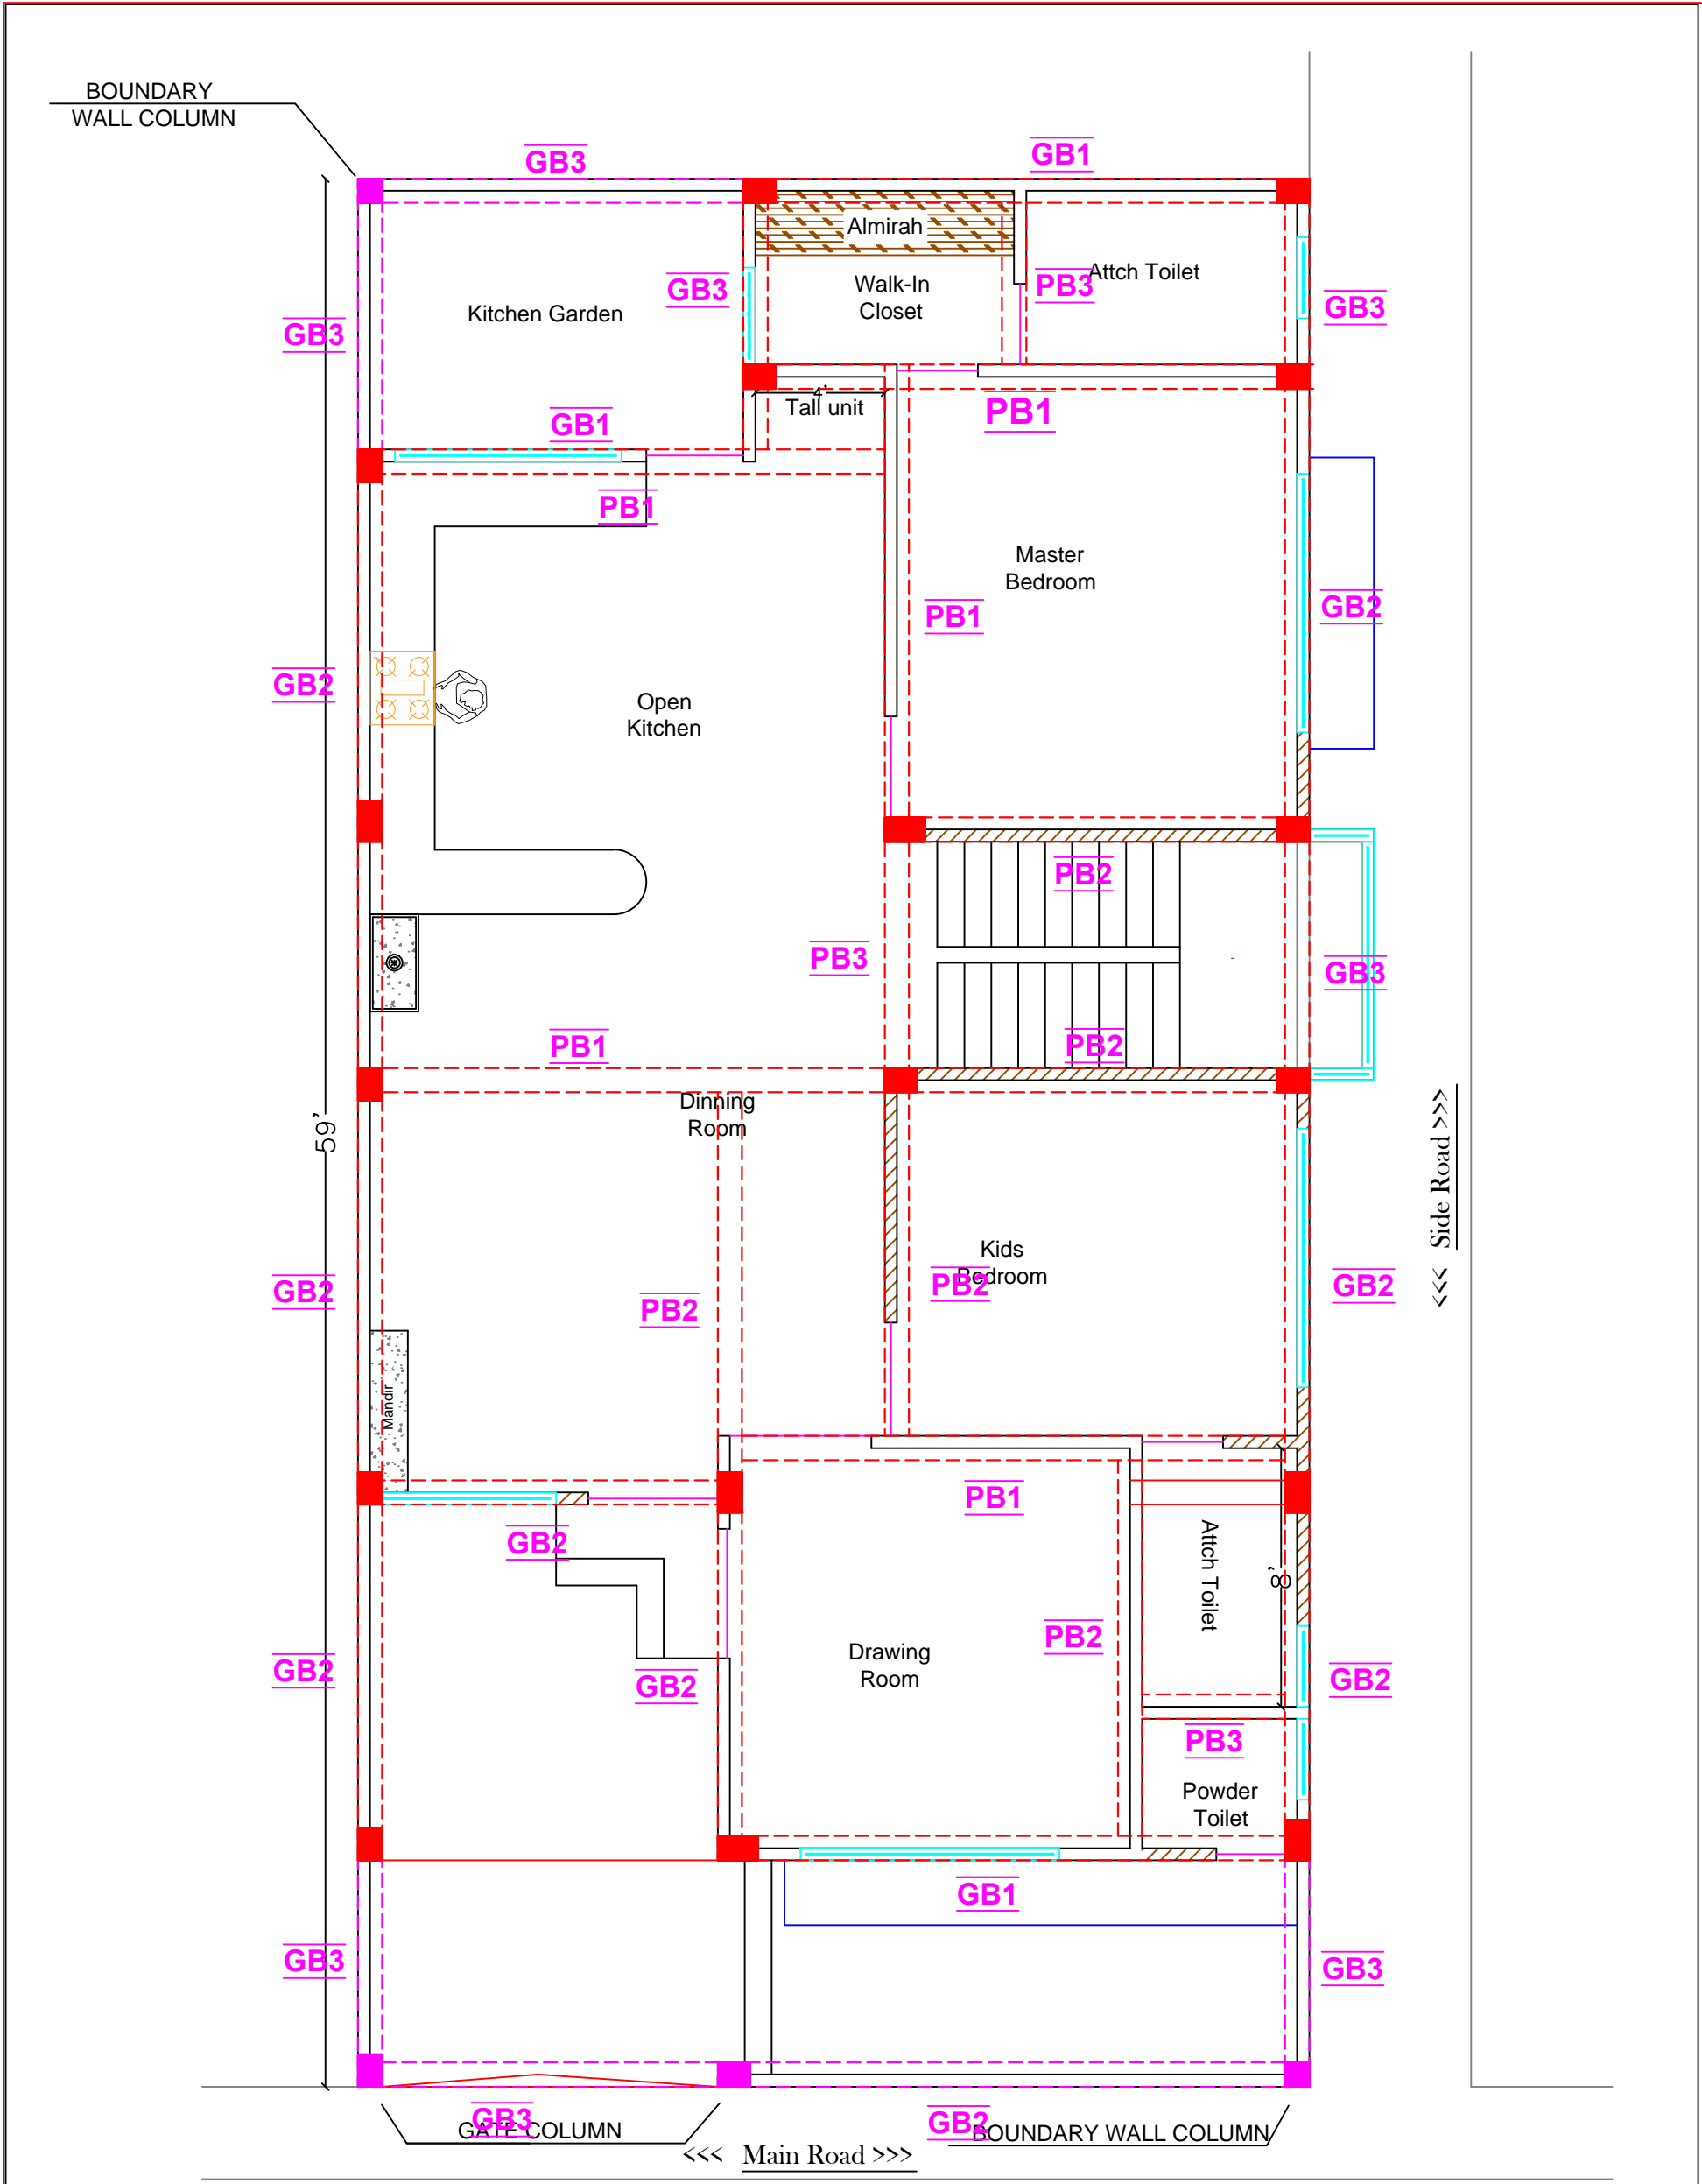 BOUNDARY
WALL COLUMN
GB3
GB1
Almirah
Attch Toilet
Walk-In
Closet
GB3
PB3
Kitchen Garden
GB3
GB3
4'
Tall unit
PB1
GB1
PB1
Master
Bedroom
PB1
GB2
GB2
Open
Kitchen
PB2
PB3
GB3
PB1
PB2
Dinning
Room
59'
<<< Side Road >>>
Kids
Bedroom
GB2
PB2
PB2
GB2
Mandir
PB1
GB2
Attch Toilet
8'
PB2
Drawing
Room
GB2
GB2
GB2
PB3
Powder
Toilet
GB1
GB3
GB3
GB3
GATE COLUMN
GB2
BOUNDARY WALL COLUMN
<<< Main Road >>>